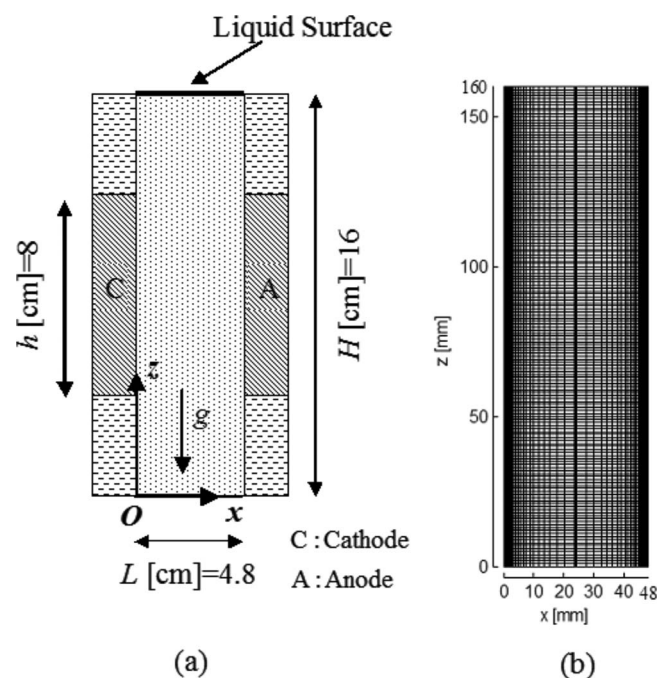 Liquid Surface
h [cm]=8
C
A
H [cm]=16
z
g
O
x
L [cm]=4.8
C : Cathode
A : Anode
(a)
160
100
50
0
z [mm]
0 10 20 30 40 48
x [mm]
(b)